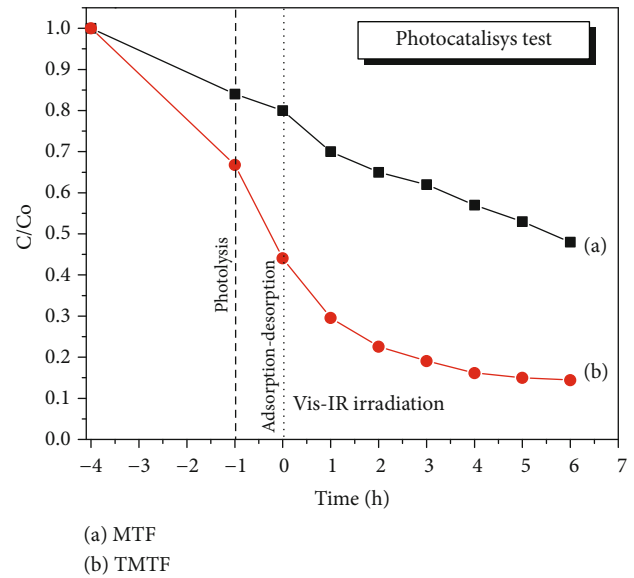 Photocatalisys test
1.0
0.9
0.8
0.7
0.6
0.5
0.4
0.3
0.2
0.1
0.0
C/Co
Photolysis
Adsorption-desorption
Vis-IR irradiation
(a)
(b)
−4 −3 −2 −1 0 1 2 3 4 5 6 7
Time (h)
(a) MTF
(b) TMTF